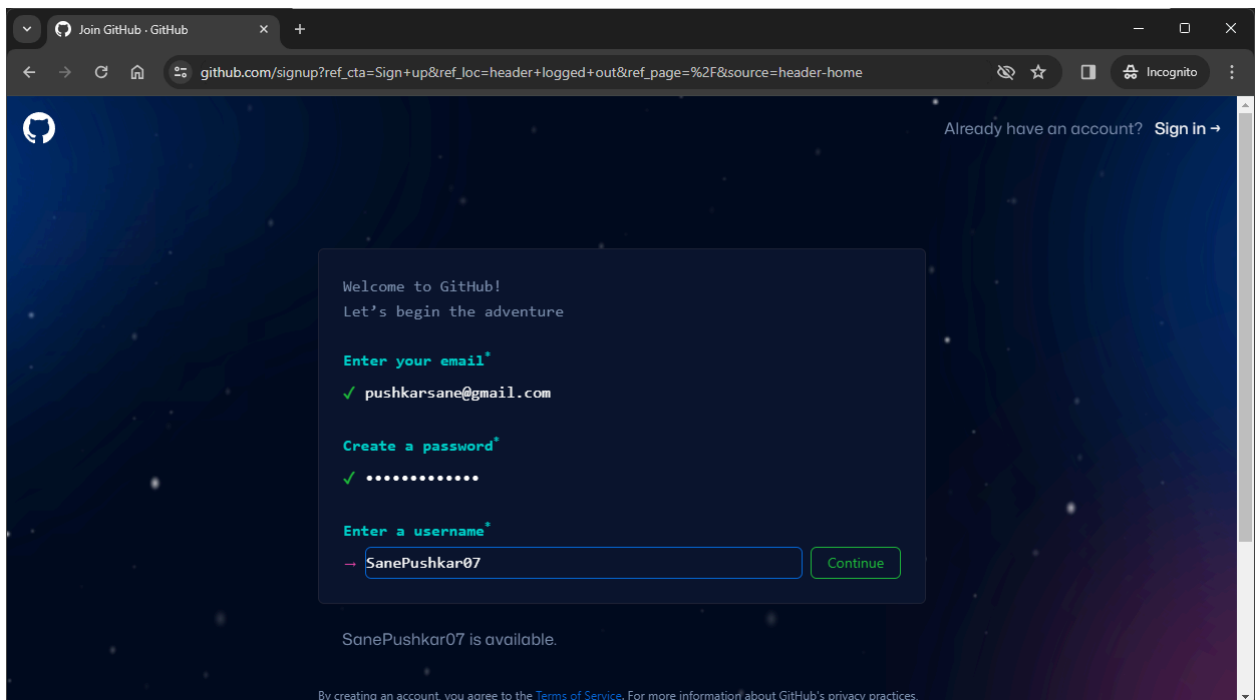 Join GitHub · GitHub
github.com/signup?ref_cta=Sign+up&ref_loc=header+logged+out&ref_page=%2F&source=header-home
Incognito
Already have an account? Sign in →
Welcome to GitHub!
Let’s begin the adventure
Enter your email*
✓ pushkarsane@gmail.com
Create a password*
✓ •••••••••••••
Enter a username*
→ SanePushkar07 Continue
SanePushkar07 is available.
By creating an account, you agree to the Terms of Service. For more information about GitHub's privacy practices,